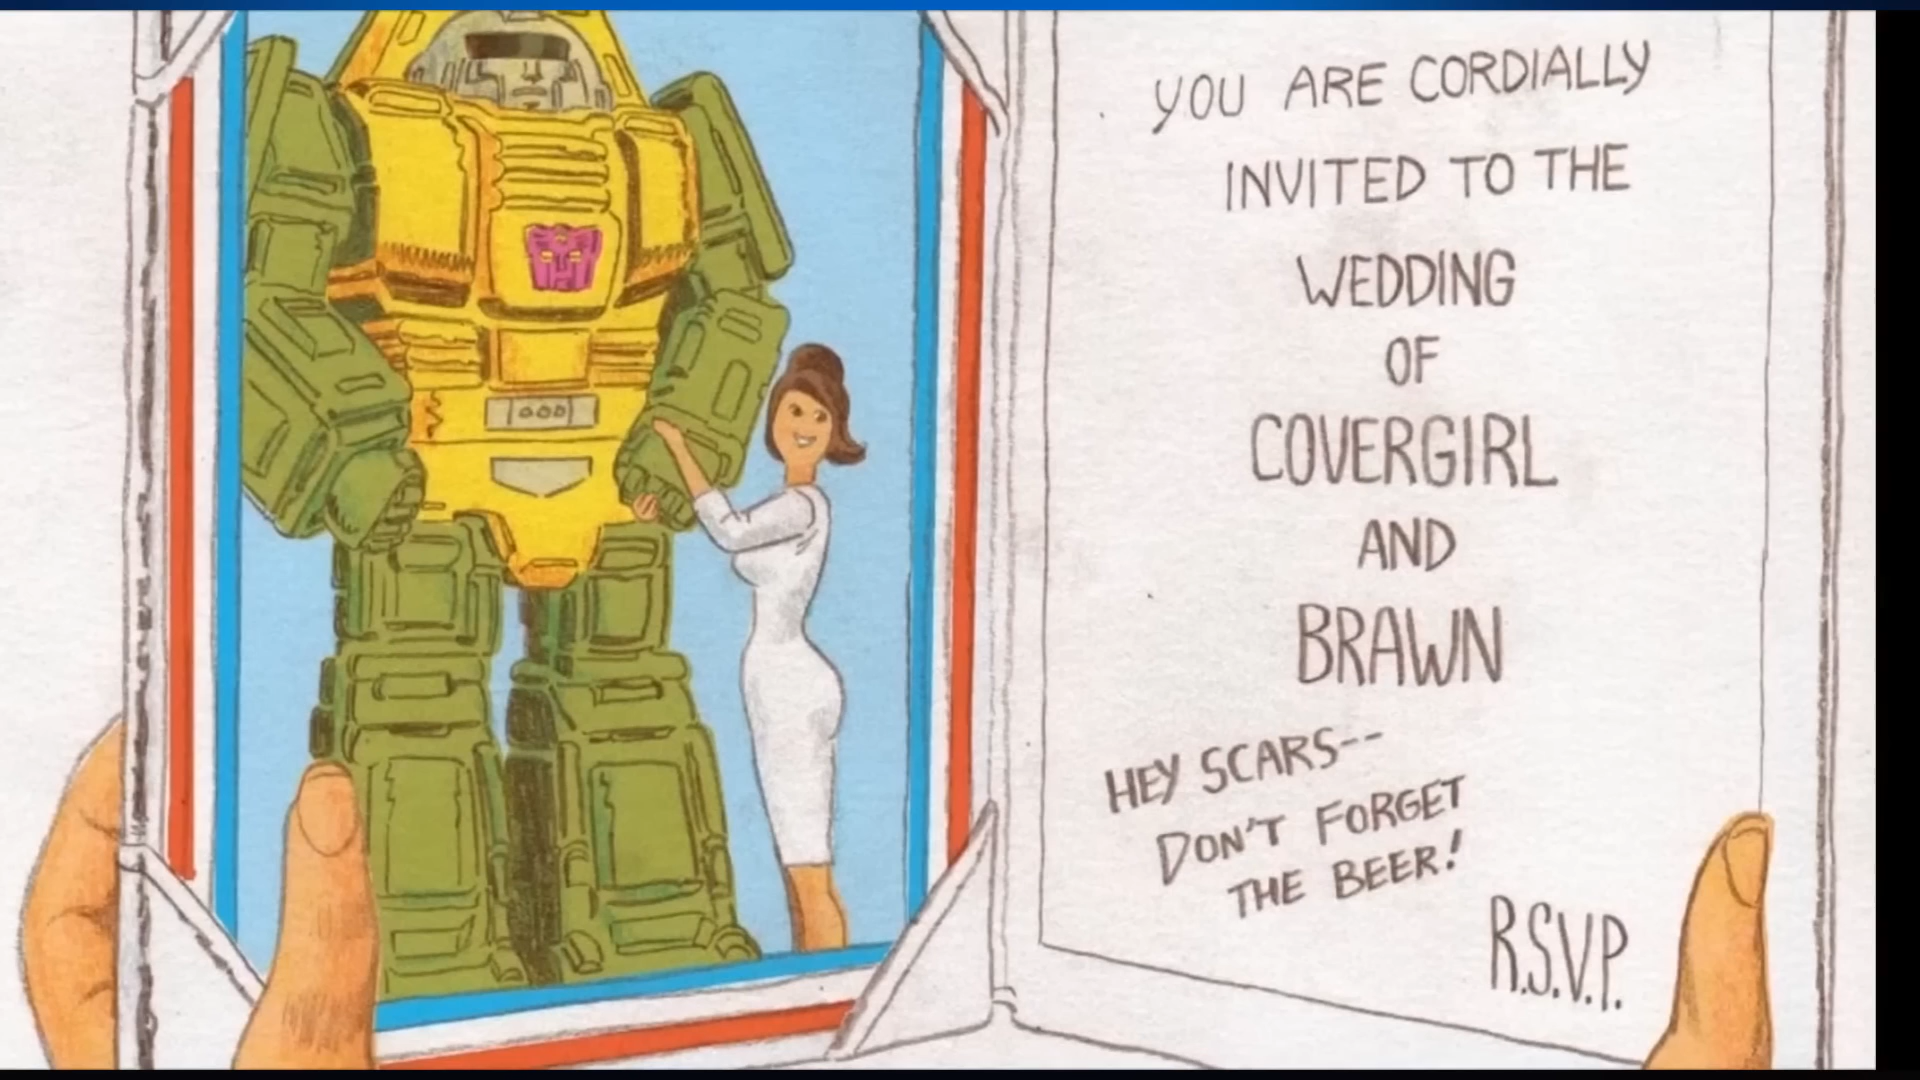 YOU ARE CORDIALLY
INVITED TO THE
WEDDING
OF
COVERGIRL
AND
BRAWN
HEY SCARS--
DON'T FORGET
THE BEER!
R.S.V.P.